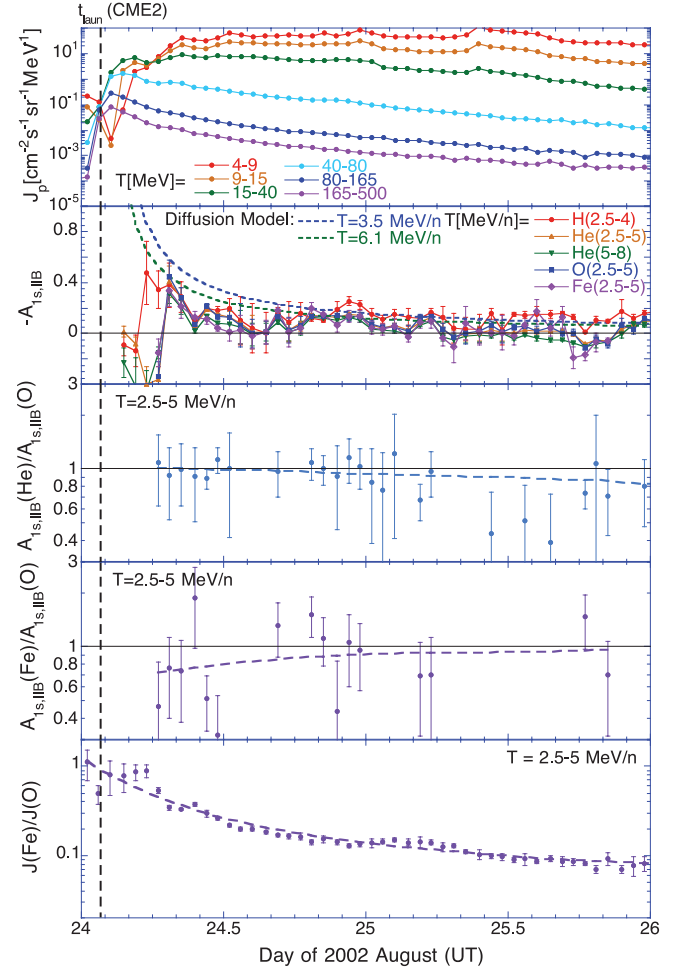 t_laun (CME2)
J_p [cm⁻² s⁻¹ sr⁻¹ MeV⁻¹]
10¹
10⁻¹
10⁻³
10⁻⁵
T[MeV]=
4-9
9-15
15-40
40-80
80-165
165-500
-A_1s,IIB
0.8
0.4
0
Diffusion Model:
T=3.5 MeV/n
T=6.1 MeV/n
T[MeV/n]=
H(2.5-4)
He(2.5-5)
He(5-8)
O(2.5-5)
Fe(2.5-5)
A_1s,IIB(He)/A_1s,IIB(O)
3
1
0.8
0.6
0.4
3
T=2.5-5 MeV/n
A_1s,IIB(Fe)/A_1s,IIB(O)
1
0.8
0.6
0.4
T=2.5-5 MeV/n
J(Fe)/J(O)
1
0.1
T = 2.5-5 MeV/n
24
24.5
25
25.5
26
Day of 2002 August (UT)